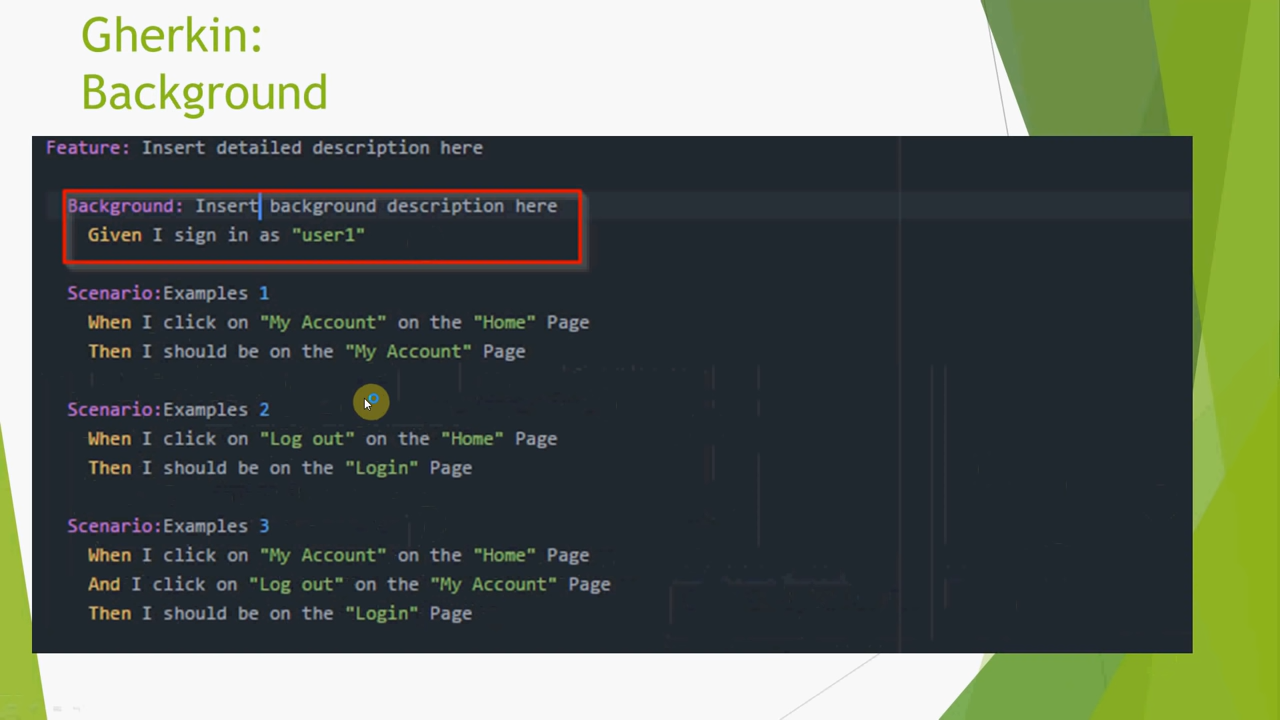 Gherkin:
Background
Feature: Insert detailed description here
Background: Insert background description here
Given I sign in as "user1"
Scenario:Examples 1
When I click on "My Account" on the "Home" Page
Then I should be on the "My Account" Page
Scenario:Examples 2
When I click on "Log out" on the "Home" Page
Then I should be on the "Login" Page
Scenario:Examples 3
When I click on "My Account" on the "Home" Page
And I click on "Log out" on the "My Account" Page
Then I should be on the "Login" Page